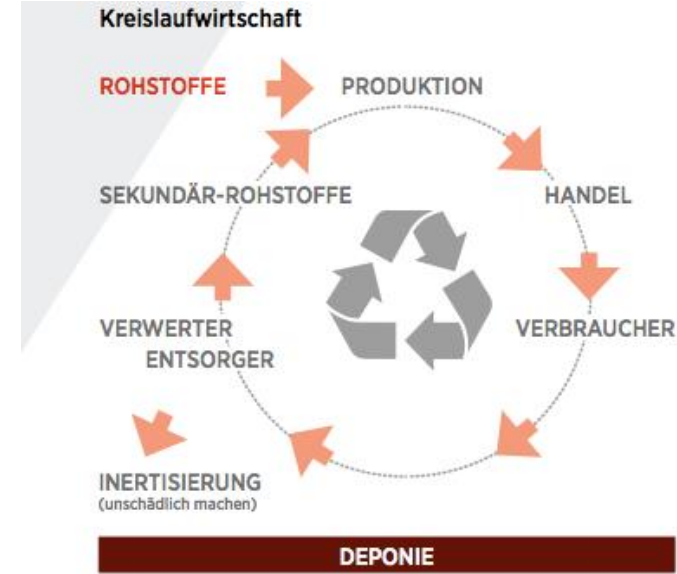 Kreislaufwirtschaft
ROHSTOFFE
PRODUKTION
SEKUNDÄR-ROHSTOFFE
HANDEL
VERWERTER
ENTSORGER
VERBRAUCHER
INERTISIERUNG
(unschädlich machen)
DEPONIE